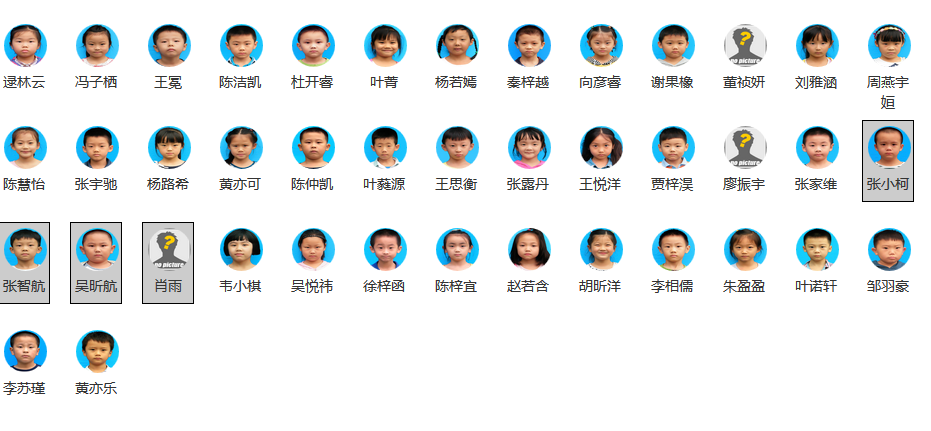 逯林云 冯子栖 王冕 陈洁凯 杜开睿 叶菁 杨若嫣 秦梓越 向彦睿 谢果橡 董祯妍 刘雅涵 周燕宇
姮
陈慧怡 张宇驰 杨路希 黄亦可 陈仲凯 叶蕤源 王思衡 张露丹 王悦洋 贾梓淏 廖振宇 张家维 张小柯
张智航 吴昕航 肖雨 韦小棋 吴悦祎 徐梓函 陈梓宜 赵若含 胡昕洋 李相儒 朱盈盈 叶诺轩 邹羽豪
李苏瑾 黄亦乐
no picture
no picture
no picture